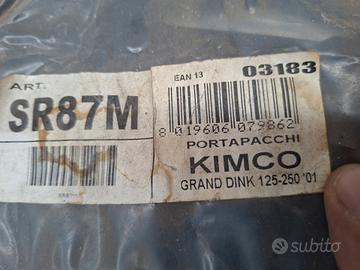 ART.
SR87M
EAN 13
03183
8 019606 079862
PORTAPACCHI
KIMCO
GRAND DINK 125-250 '01
subito